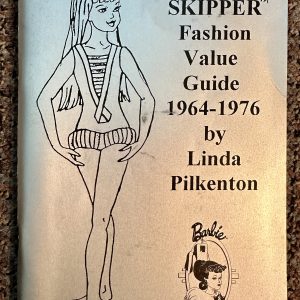 SKIPPER™
Fashion
Value
Guide
1964-1976
by
Linda
Pilkenton
Barbie